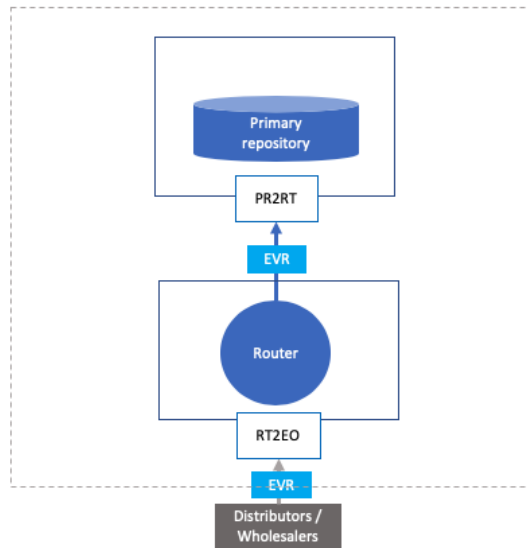 Primary
repository
PR2RT
EVR
Router
RT2EO
EVR
Distributors /
Wholesalers